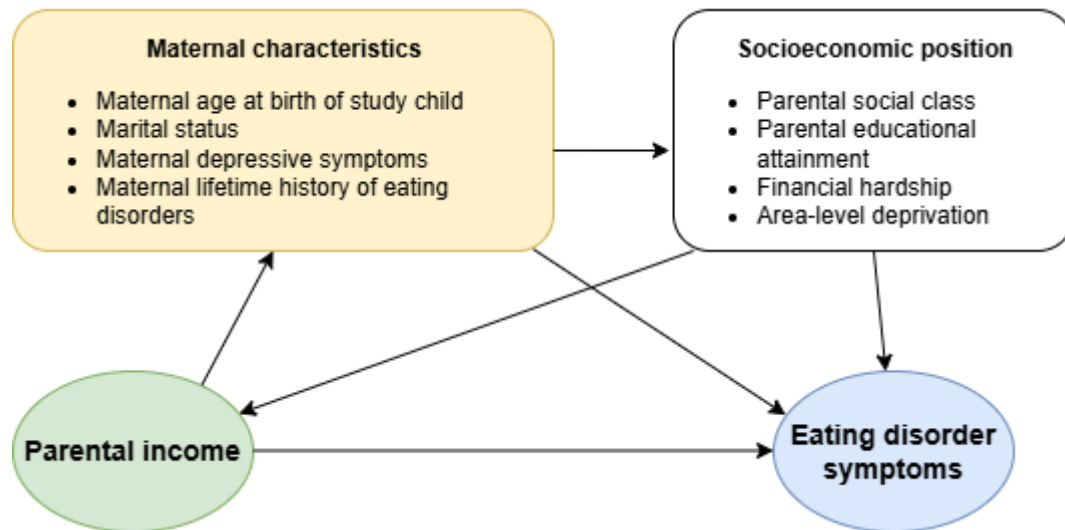 Maternal characteristics
• Maternal age at birth of study child
• Marital status
• Maternal depressive symptoms
• Maternal lifetime history of eating
disorders
Socioeconomic position
• Parental social class
• Parental educational
attainment
• Financial hardship
• Area-level deprivation
Parental income
Eating disorder
symptoms